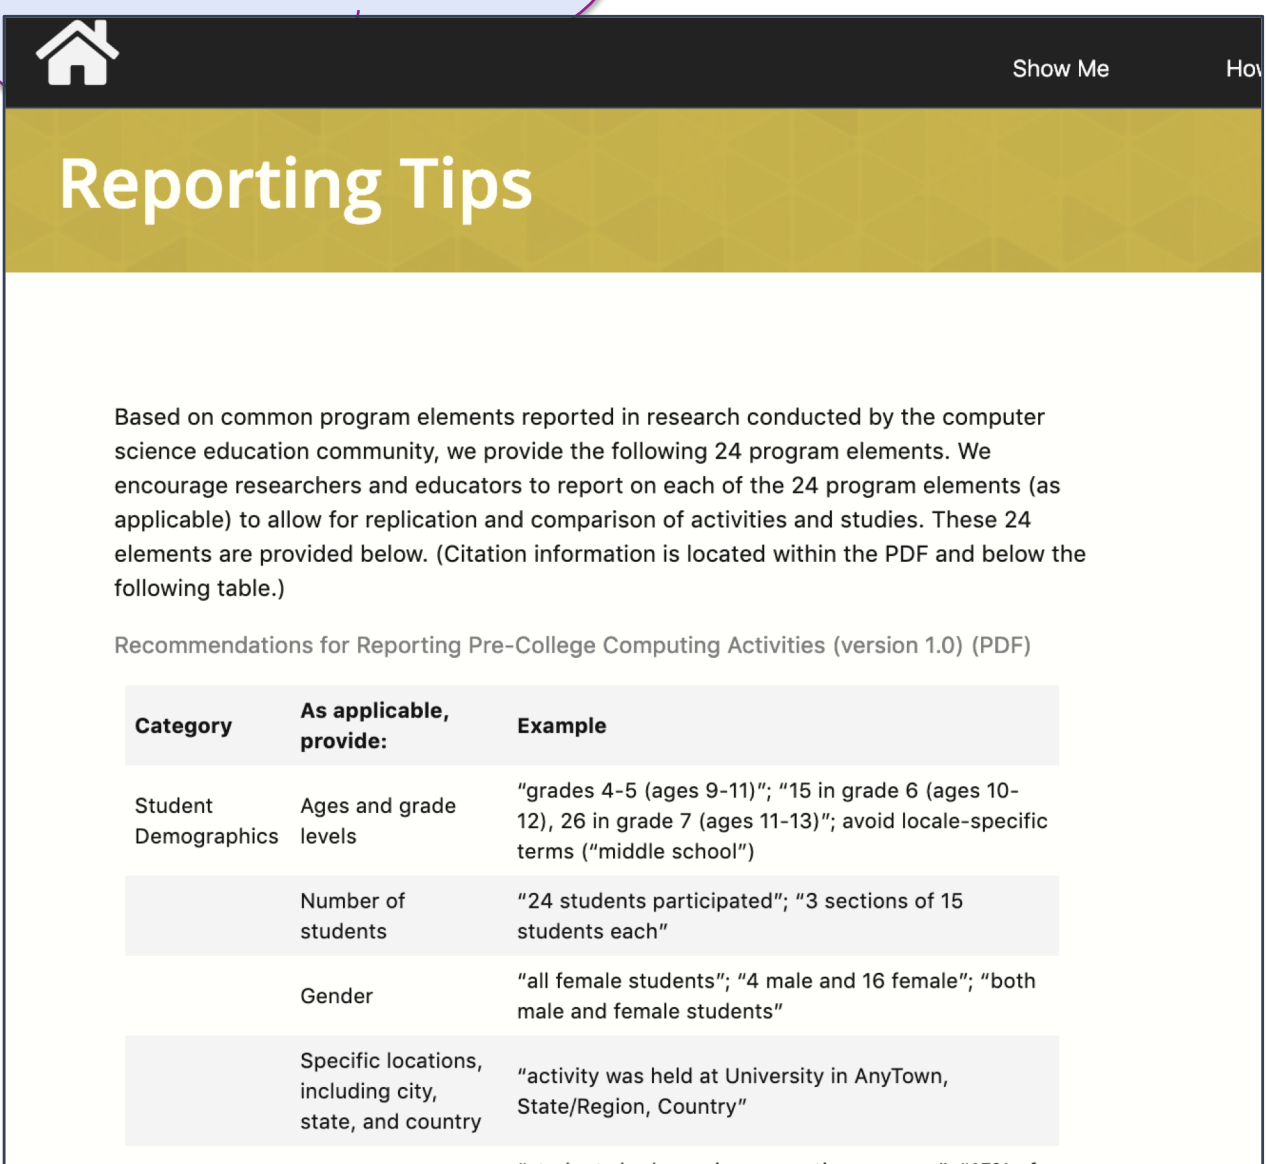 Show Me
Reporting Tips
Based on common program elements reported in research conducted by the computer
science education community, we provide the following 24 program elements. We
encourage researchers and educators to report on each of the 24 program elements (as
applicable) to allow for replication and comparison of activities and studies. These 24
elements are provided below. (Citation information is located within the PDF and below the
following table.)
Recommendations for Reporting Pre-College Computing Activities (version 1.0) (PDF)
Category
As applicable,
provide:
Example
Student
Demographics
Ages and grade
levels
“grades 4-5 (ages 9-11)”; “15 in grade 6 (ages 10-
12), 26 in grade 7 (ages 11-13)”; avoid locale-specific
terms (“middle school”)
Number of
students
“24 students participated”; “3 sections of 15
students each”
Gender
“all female students”; “4 male and 16 female”; “both
male and female students”
Specific locations,
including city,
state, and country
“activity was held at University in AnyTown,
State/Region, Country”